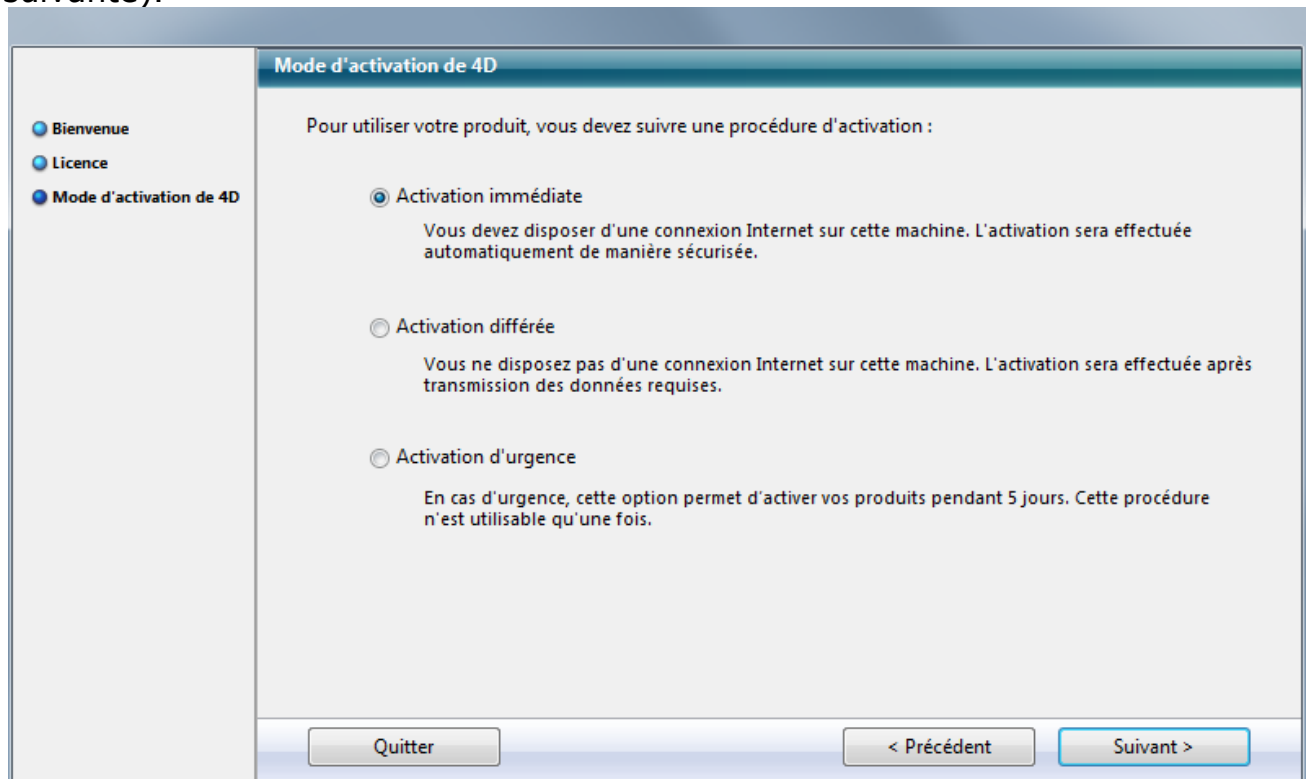 suivante).
Mode d'activation de 4D
Bienvenue
Licence
Mode d'activation de 4D
Pour utiliser votre produit, vous devez suivre une procédure d'activation :
Activation immédiate
Vous devez disposer d'une connexion Internet sur cette machine. L'activation sera effectuée
automatiquement de manière sécurisée.
Activation différée
Vous ne disposez pas d'une connexion Internet sur cette machine. L'activation sera effectuée après
transmission des données requises.
Activation d'urgence
En cas d'urgence, cette option permet d'activer vos produits pendant 5 jours. Cette procédure
n'est utilisable qu'une fois.
Quitter
< Précédent
Suivant >